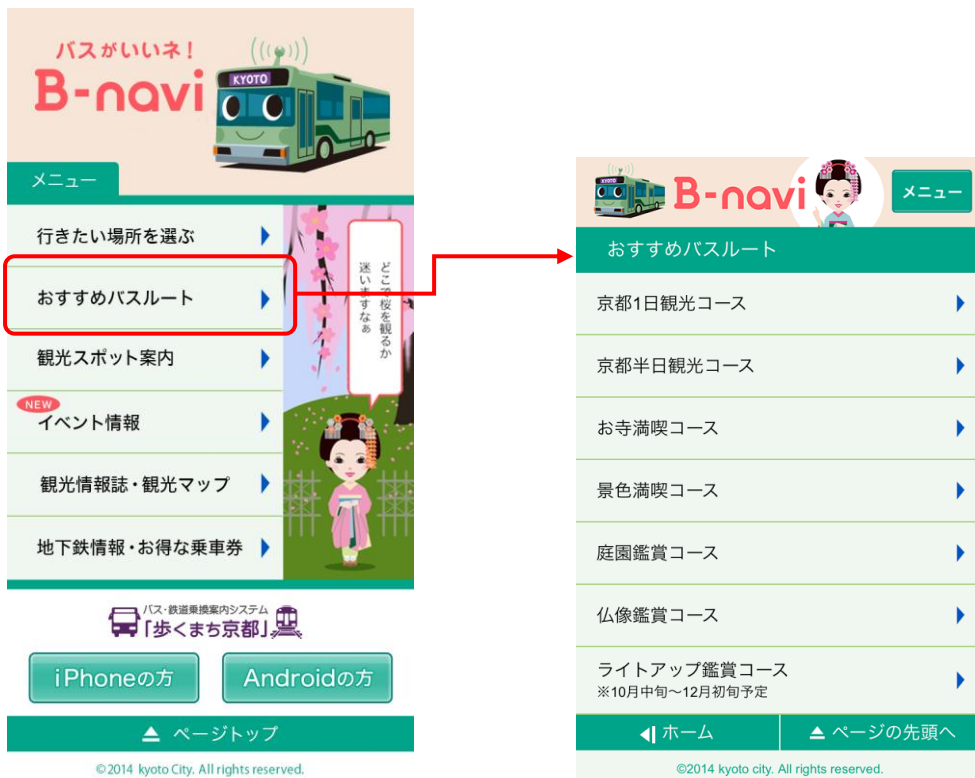 バスがいいネ!
B-navi
KYOTO
メニュー
行きたい場所を選ぶ
おすすめバスルート
観光スポット案内
NEW
イベント情報
観光情報誌・観光マップ
地下鉄情報・お得な乗車券
どこで桜を観るか
迷いますなぁ
バス・鉄道乗換案内システム
「歩くまち京都」
iPhoneの方
Androidの方
▲ ページトップ
©2014 kyoto City. All rights reserved.
KYOTO
B-navi
メニュー
おすすめバスルート
京都1日観光コース
京都半日観光コース
お寺満喫コース
景色満喫コース
庭園鑑賞コース
仏像鑑賞コース
ライトアップ鑑賞コース
※10月中旬〜12月初旬予定
ホーム
▲ ページの先頭へ
©2014 kyoto city. All rights reserved.